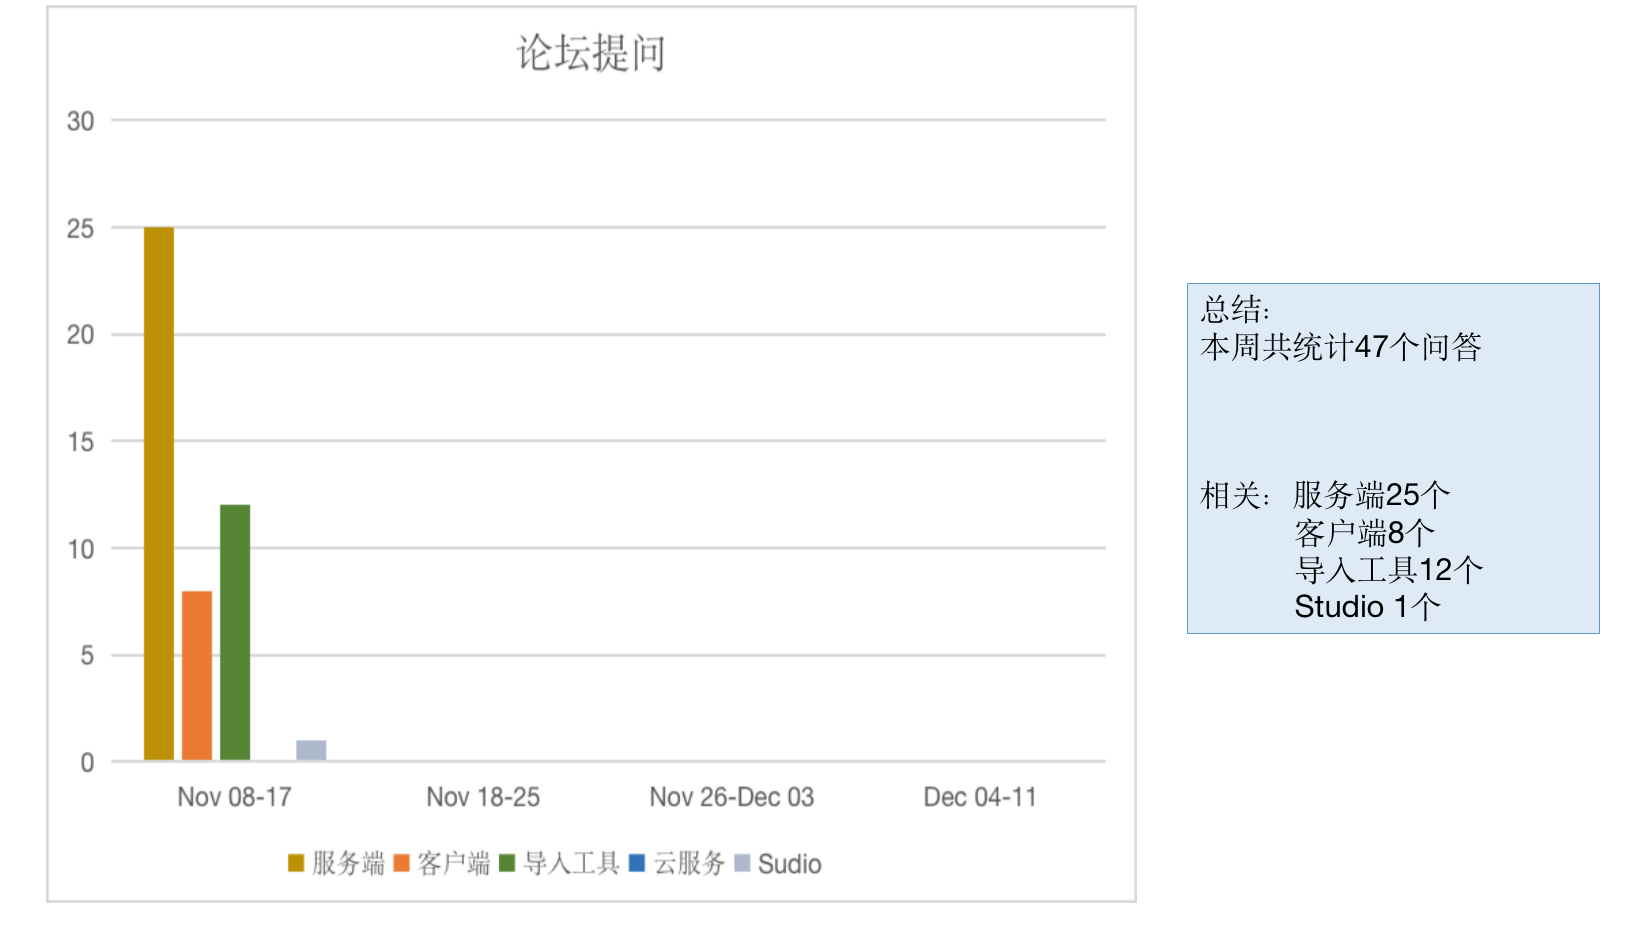 论坛提问
30
25
20
15
10
5
0
Nov 08-17
Nov 18-25
Nov 26-Dec 03
Dec 04-11
服务端 客户端 导入工具 云服务 Sudio
总结:
本周共统计47个问答
相关: 服务端25个
客户端8个
导入工具12个
Studio 1个